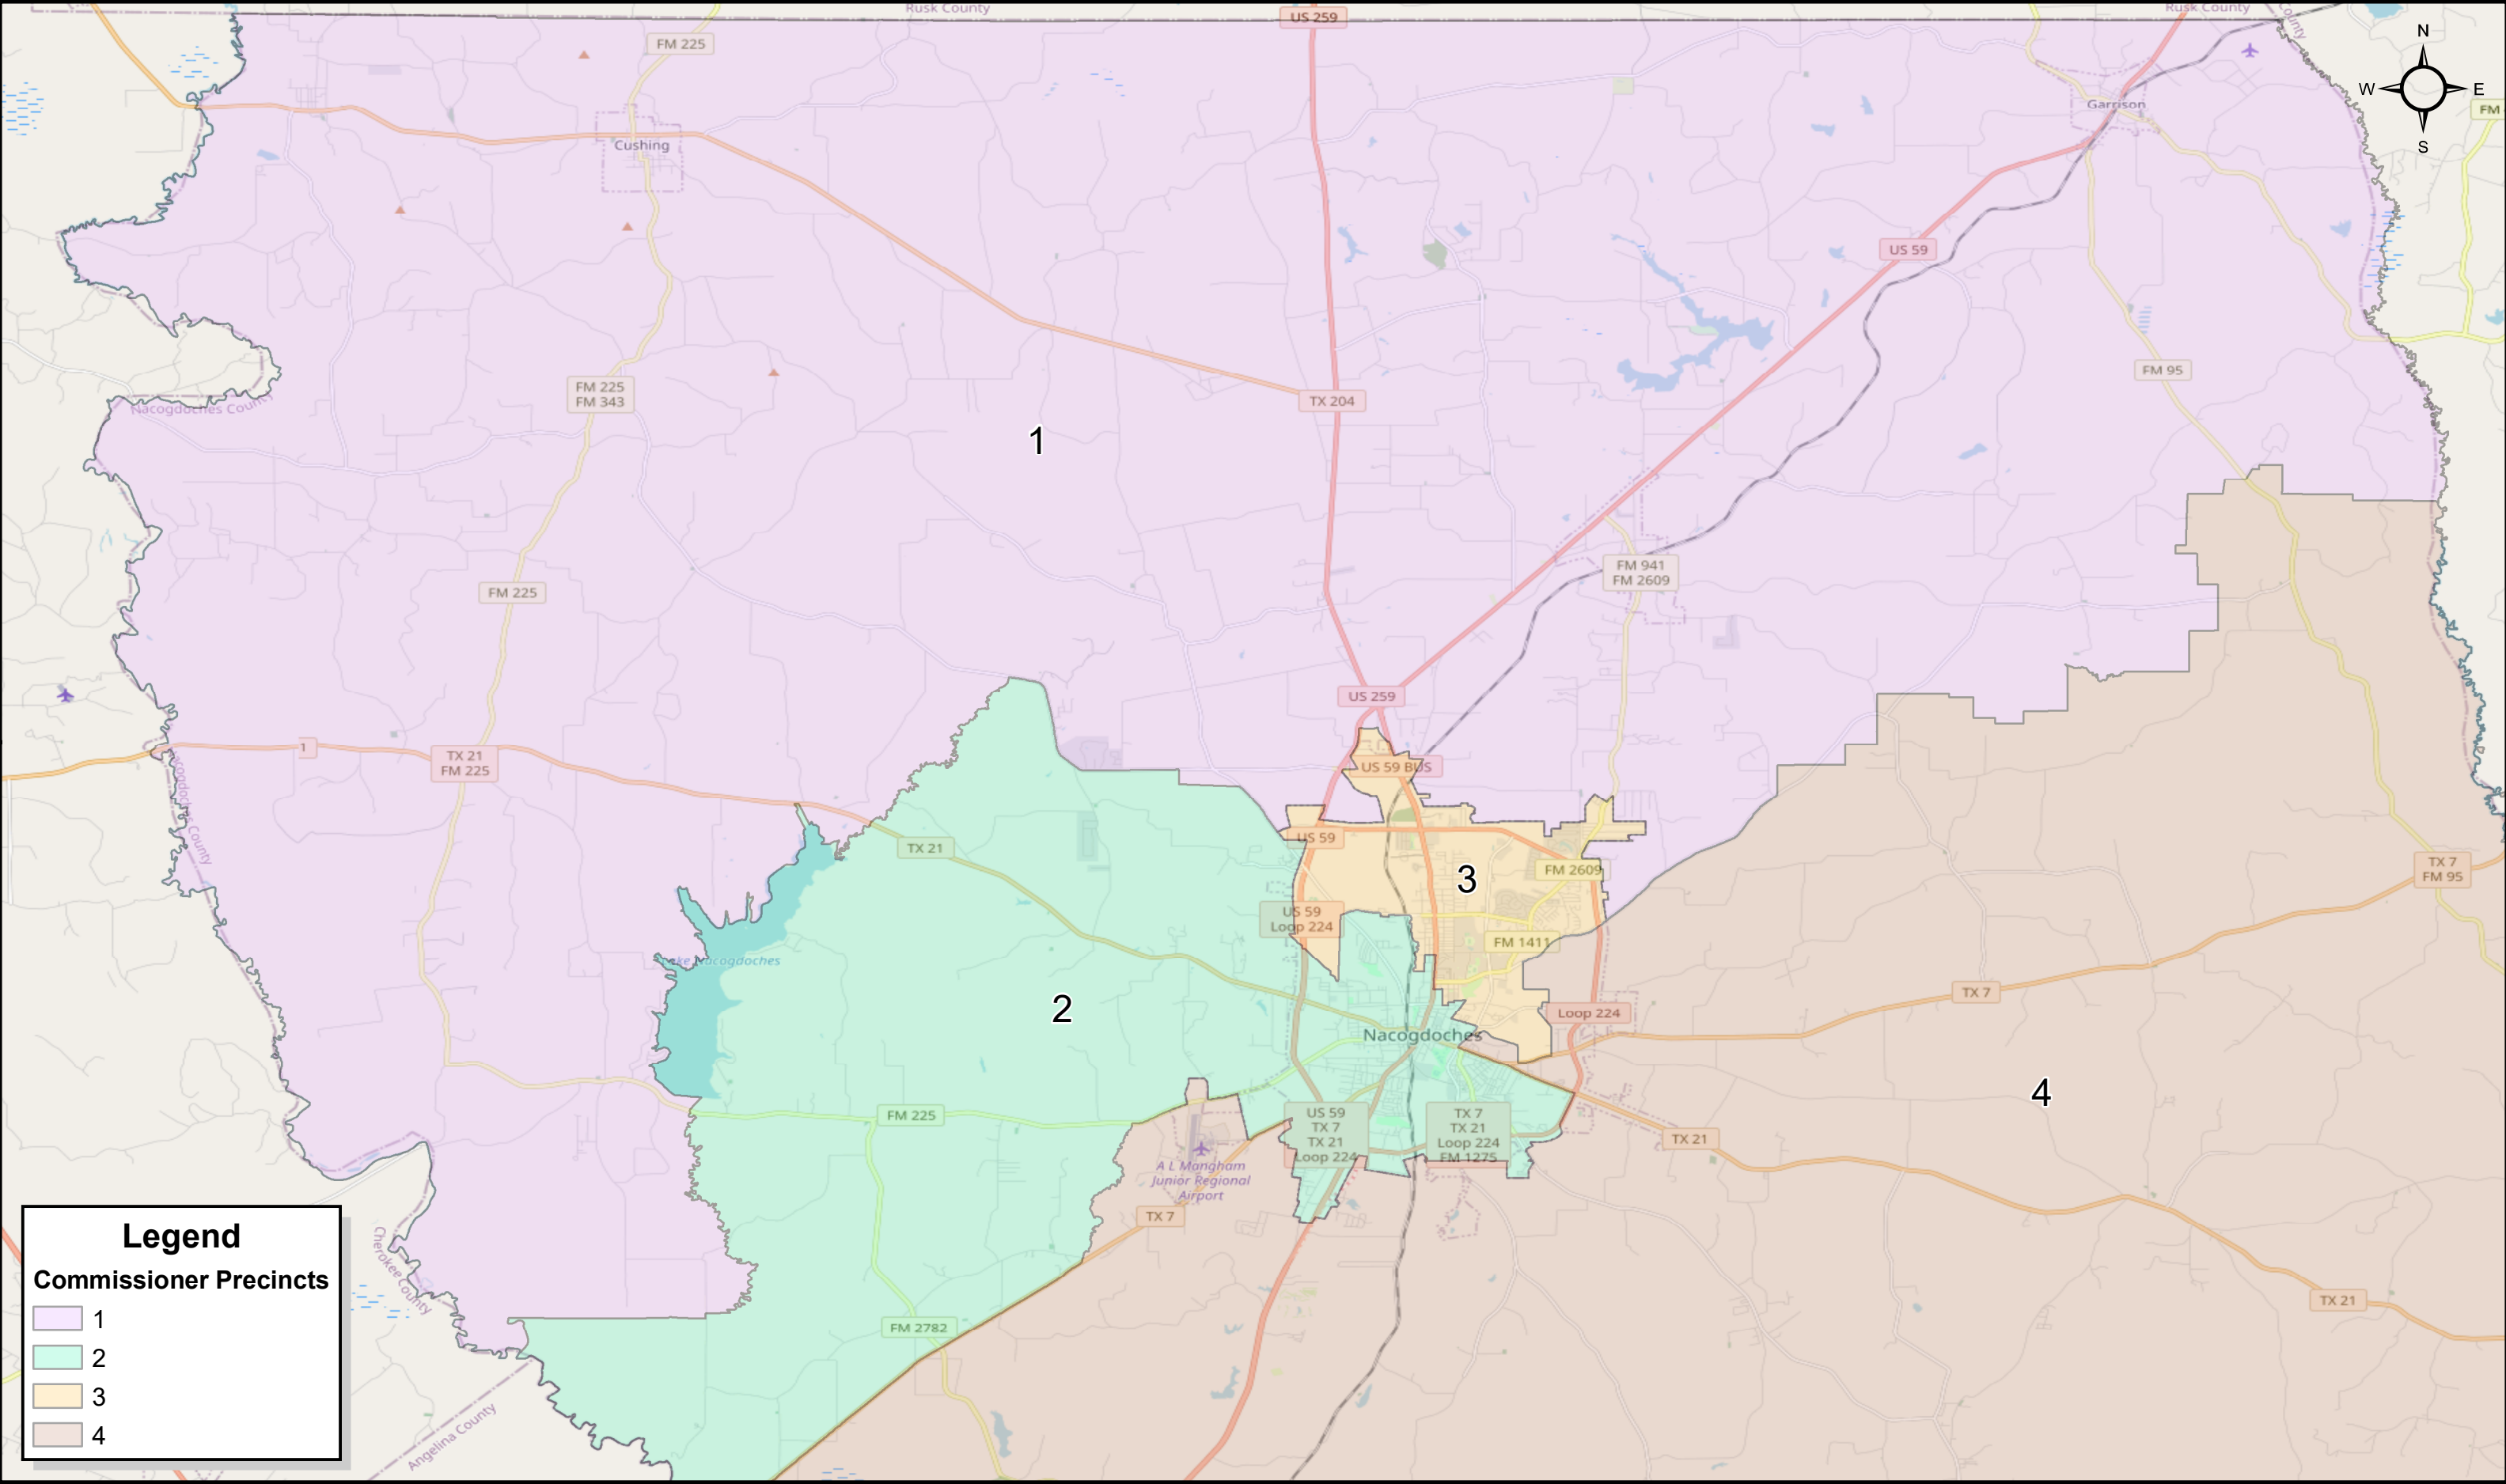 Rusk County
US 259
Rusk County
County
N
W E
S
FM 225
FM
Garrison
Cushing
US 59
FM 95
FM 225
FM 343
TX 204
Nacogdoches County
1
FM 941
FM 2609
FM 225
US 259
1
TX 21
FM 225
US 59 BUS
US 59
TX 21
3
FM 2609
TX 7
FM 95
US 59
Loop 224
FM 1411
TX 7
2
Loop 224
Nacogdoches
4
FM 225
US 59
TX 7
TX 21
Loop 224
TX 7
TX 21
Loop 224
FM 1275
TX 21
A L Mangham
Junior Regional
Airport
TX 7
TX 21
FM 2782
Cherokee County
Angelina County
Legend
Commissioner Precincts
1
2
3
4